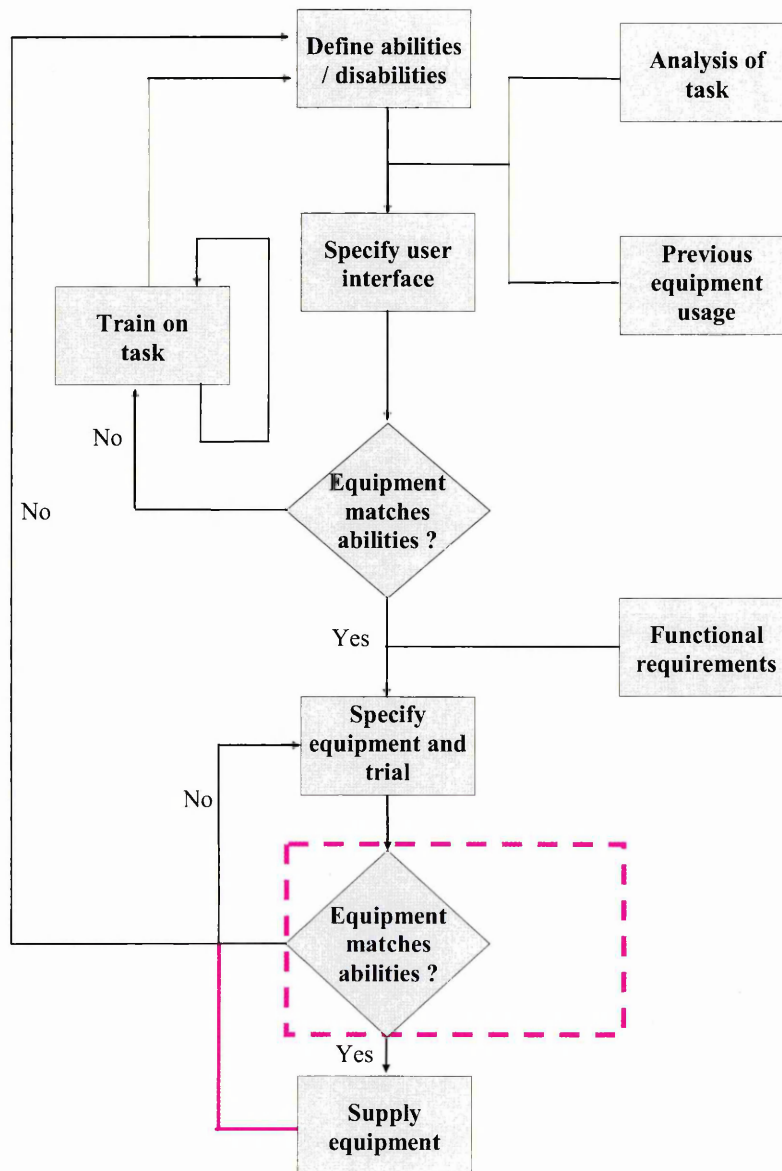 Define abilities
/ disabilities
Analysis of
task
Specify user
interface
Previous
equipment
usage
Train on
task
No
No
Equipment
matches
abilities ?
Yes
Functional
requirements
Specify
equipment and
trial
No
Equipment
matches
abilities ?
Yes
Supply
equipment